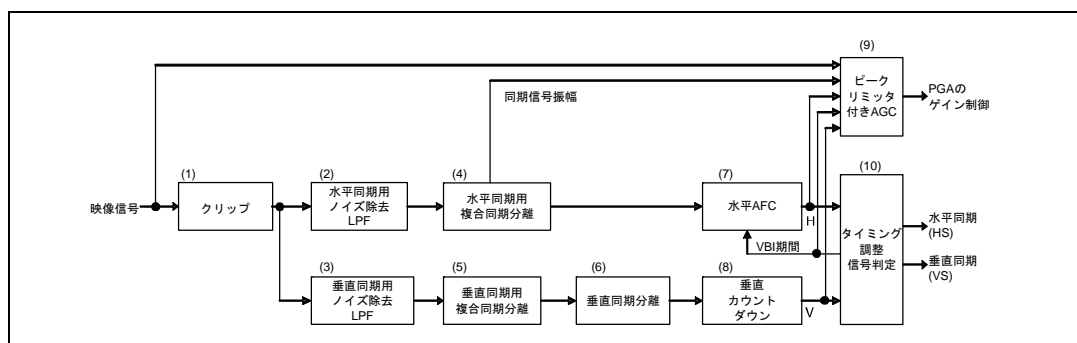 (9)
ピーク
リミッタ
付きAGC
PGAの
ゲイン制御
同期信号振幅
(1)
(2)
(4)
(7)
(10)
映像信号
クリップ
水平同期用
ノイズ除去
LPF
水平同期用
複合同期分離
水平AFC
H
タイミング
調整
信号判定
水平同期
(HS)
VBI期間
垂直同期
(VS)
(3)
(5)
(6)
(8)
垂直同期用
ノイズ除去
LPF
垂直同期用
複合同期分離
垂直同期分離
垂直
カウント
ダウン
V